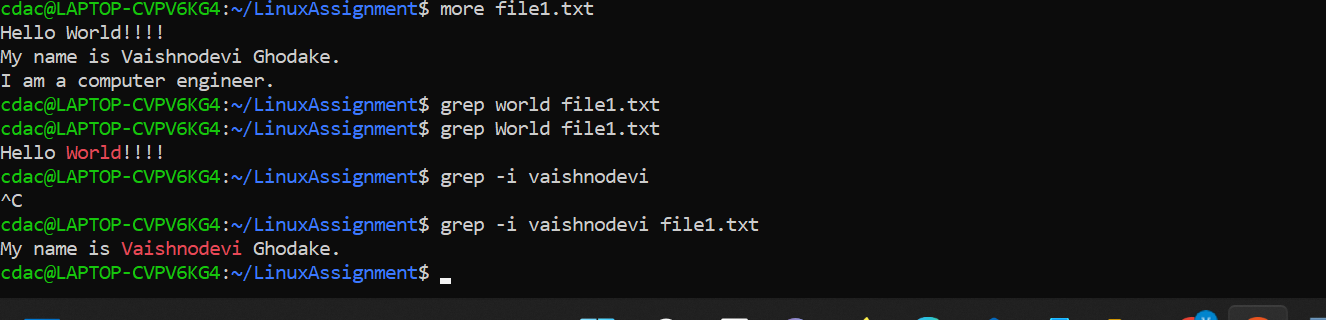 cdac@LAPTOP-CVPV6KG4:~/LinuxAssignment$ more file1.txt
Hello World!!!!
My name is Vaishnodevi Ghodake.
I am a computer engineer.
cdac@LAPTOP-CVPV6KG4:~/LinuxAssignment$ grep world file1.txt
cdac@LAPTOP-CVPV6KG4:~/LinuxAssignment$ grep World file1.txt
Hello World!!!!
cdac@LAPTOP-CVPV6KG4:~/LinuxAssignment$ grep -i vaishnodevi
^C
cdac@LAPTOP-CVPV6KG4:~/LinuxAssignment$ grep -i vaishnodevi file1.txt
My name is Vaishnodevi Ghodake.
cdac@LAPTOP-CVPV6KG4:~/LinuxAssignment$